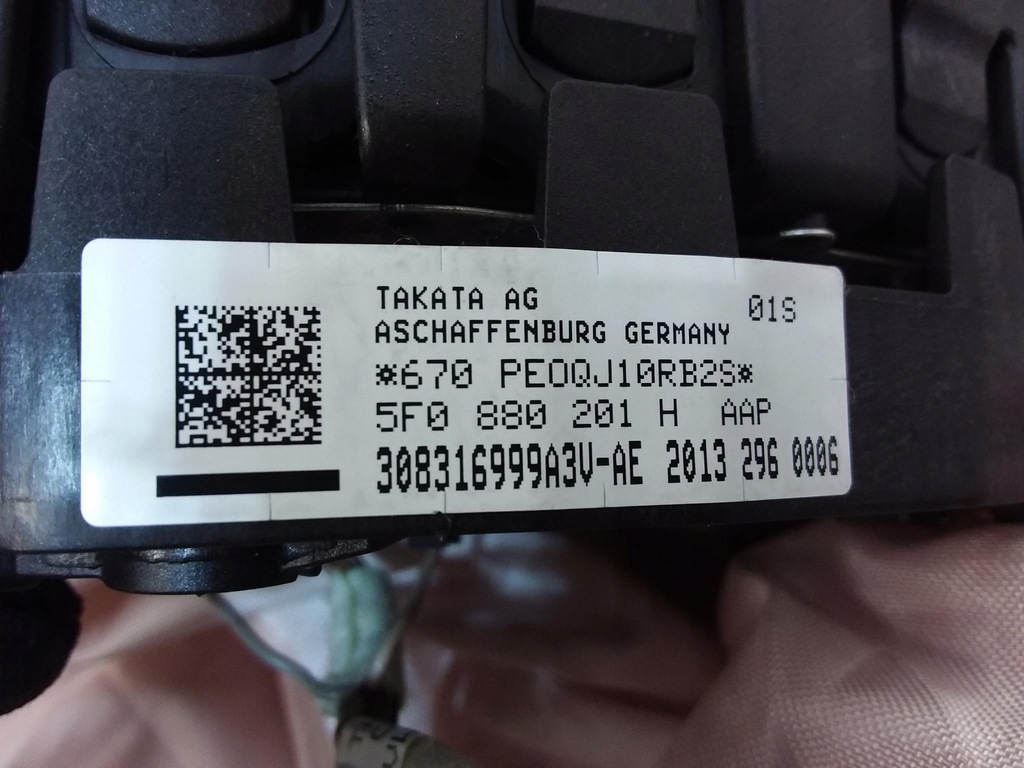 TAKATA AG 01S
ASCHAFFENBURG GERMANY
*670 PE0QJ10RB2S*
5F0 880 201 H AAP
308316999A3V-AE 2013 296 0006